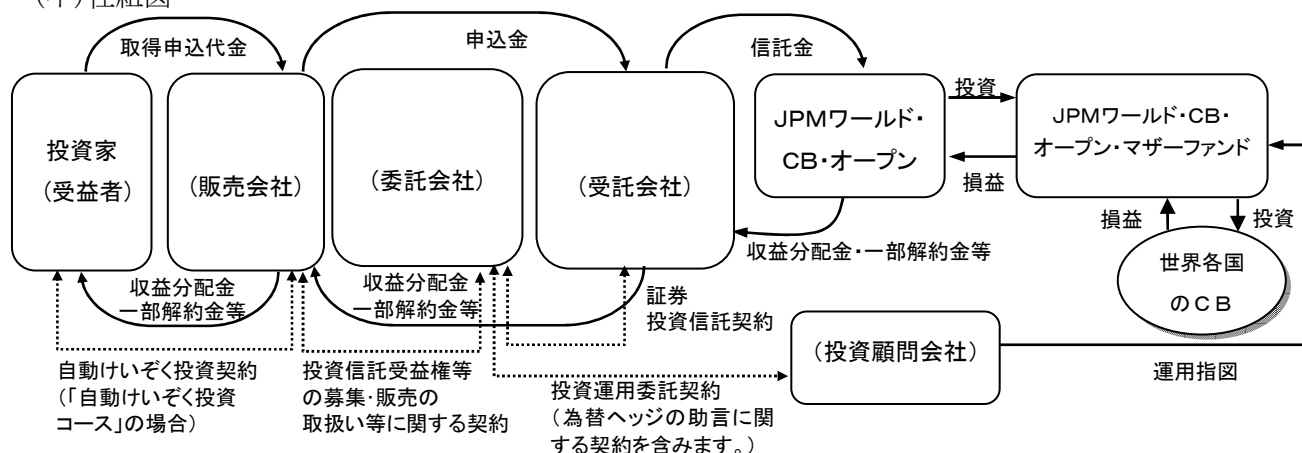 取得申込代金
申込金
信託金
投資家
(受益者)
(販売会社)
(委託会社)
(受託会社)
JPMワールド・
CB・オープン
投資
損益
JPMワールド・CB・
オープン・マザーファンド
収益分配金・一部解約金等
損益
投資
世界各国
のCB
収益分配金
一部解約金等
収益分配金
一部解約金等
証券
投資信託契約
(投資顧問会社)
運用指図
自動けいぞく投資契約
(「自動けいぞく投資
コース」の場合)
投資信託受益権等
の募集・販売の
取扱い等に関する契約
投資運用委託契約
(為替ヘッジの助言に関
する契約を含みます。)